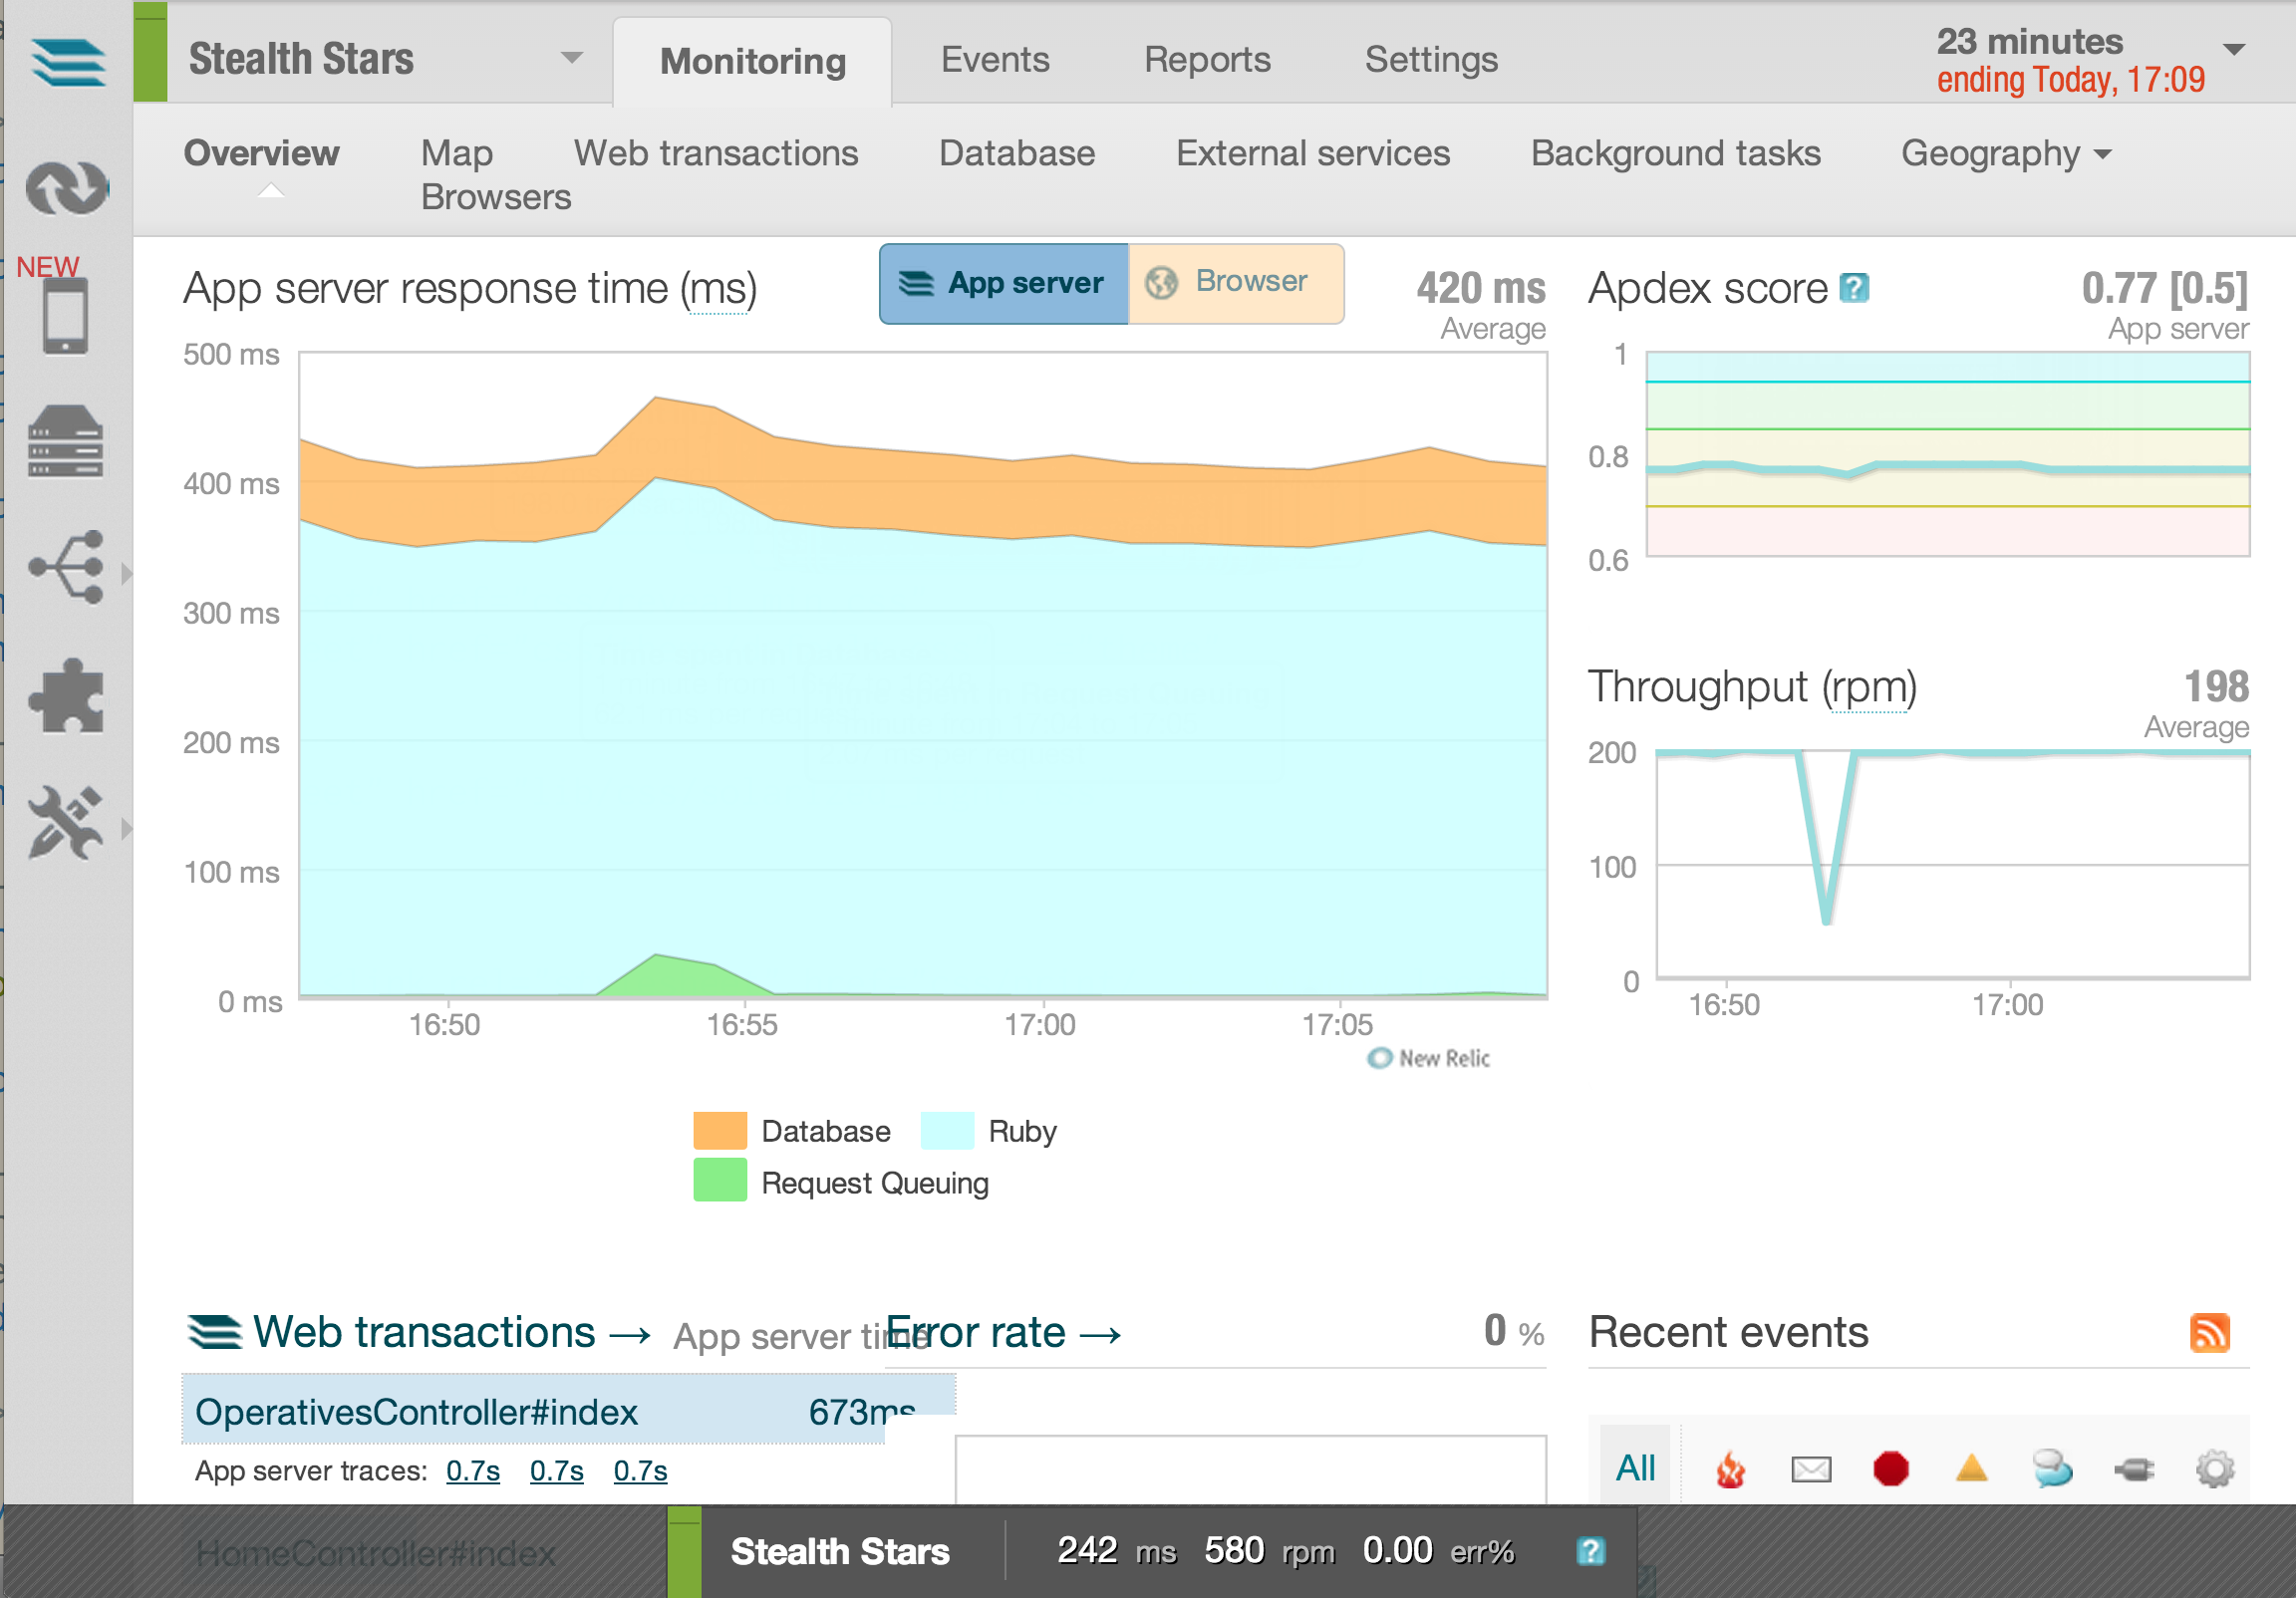 Stealth Stars
Monitoring
Events
Reports
Settings
23 minutes
ending Today, 17:09
Overview
Map
Web transactions
Database
External services
Background tasks
Geography
Browsers
NEW
App server response time (ms)
App server
Browser
420 ms
Average
500 ms
400 ms
300 ms
200 ms
100 ms
0 ms
16:50
16:55
17:00
17:05
New Relic
Database
Ruby
Request Queuing
Apdex score ?
0.77 [0.5]
App server
1
0.8
0.6
Throughput (rpm)
198
Average
200
100
0
16:50
17:00
Web transactions →
App server time
Error rate →
0 %
Recent events
OperativesController#index
673ms
App server traces: 0.7s 0.7s 0.7s
All
HomeController#index
Stealth Stars
242 ms 580 rpm 0.00 err% ?